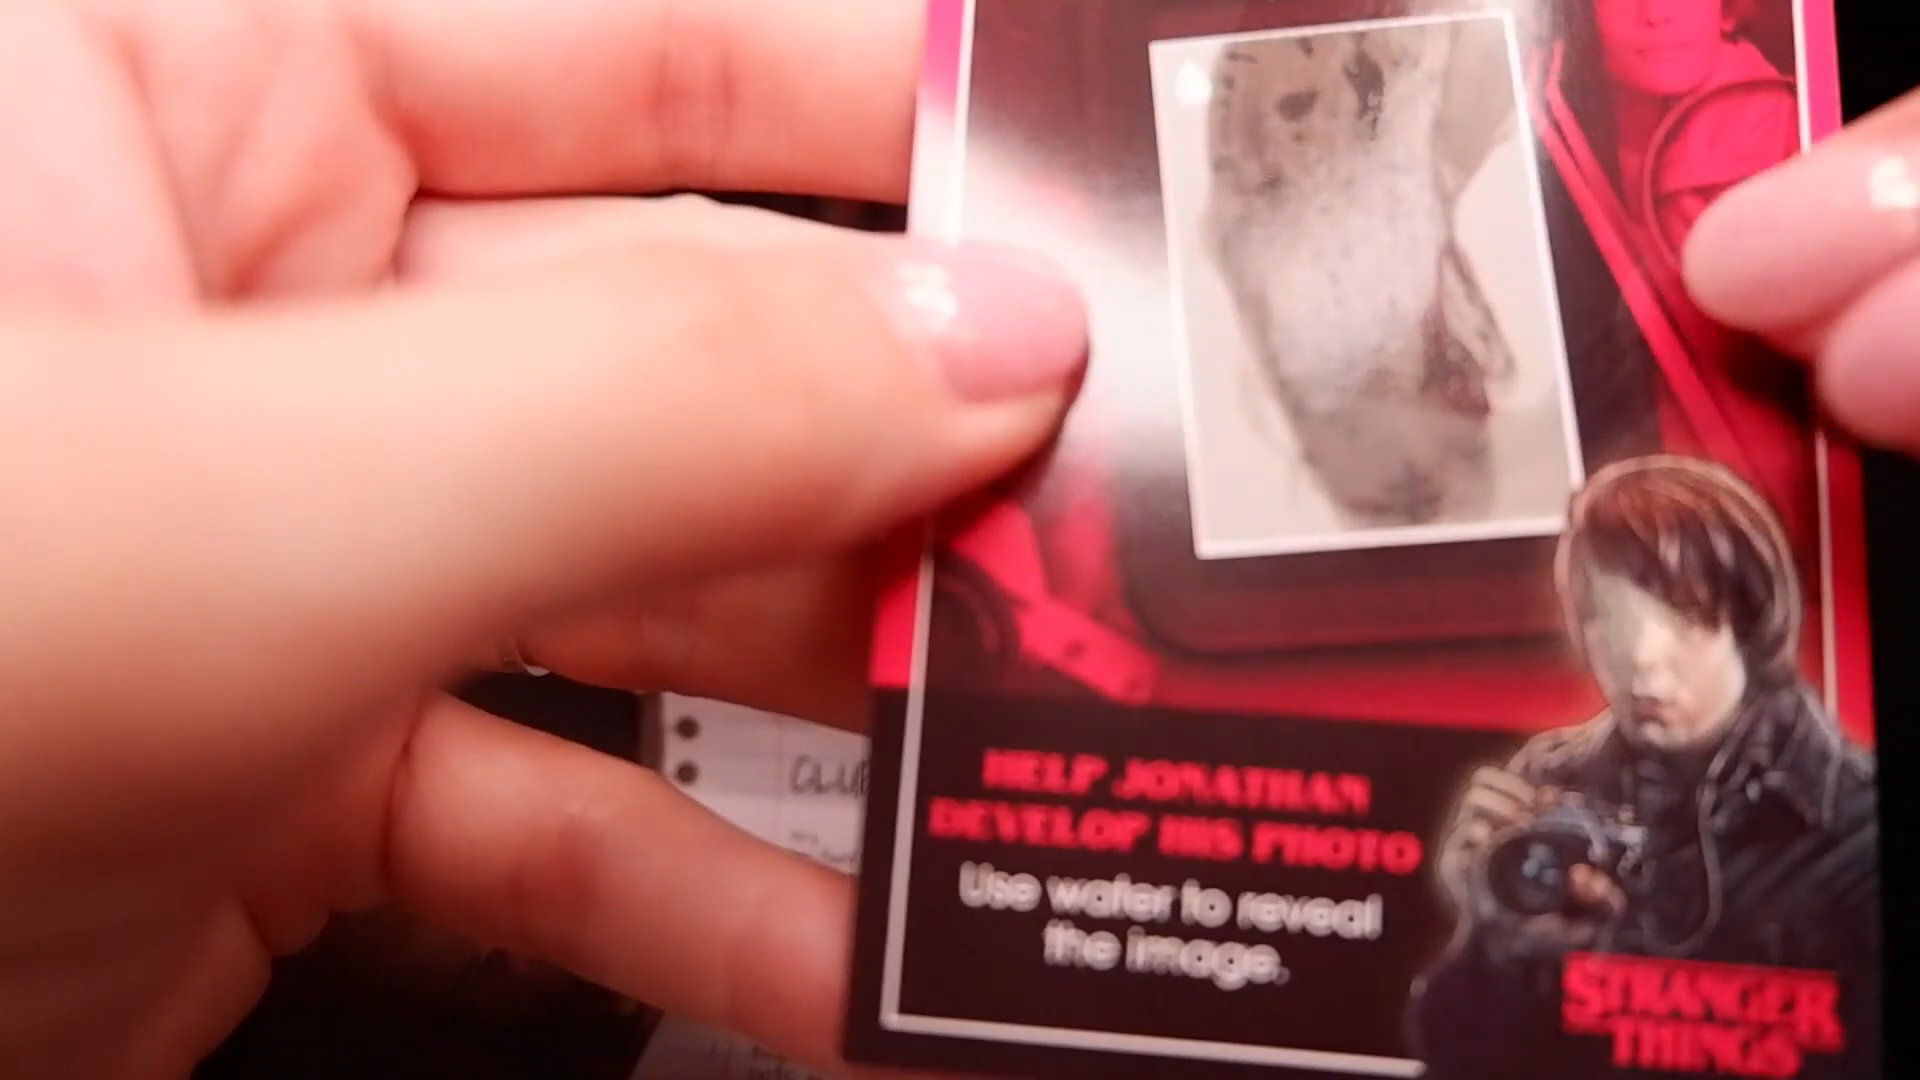 HELP JONATHAN
DEVELOP HIS PHOTO
Use water to reveal
the image.
STRANGER
THINGS